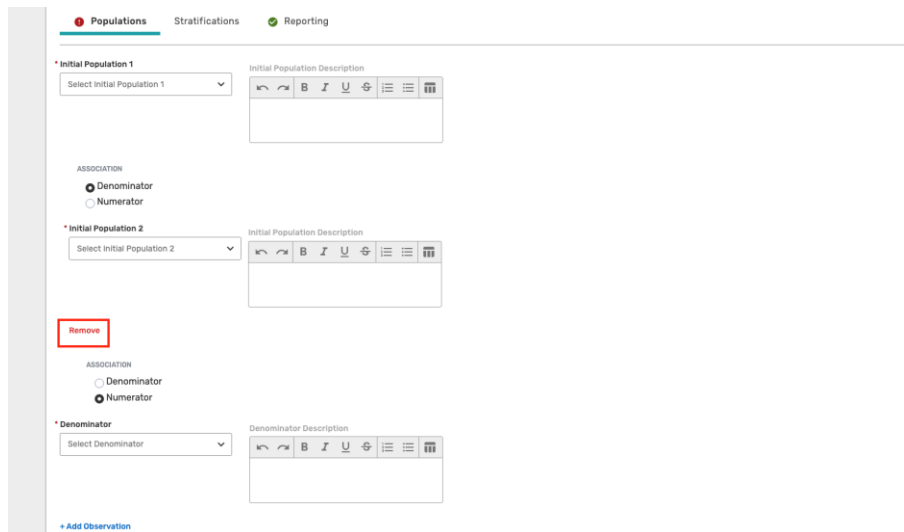 Populations Stratifications Reporting
* Initial Population 1
Initial Population Description
Select Initial Population 1
B I U S
ASSOCIATION
Denominator
Numerator
* Initial Population 2
Initial Population Description
Select Initial Population 2
B I U S
Remove
ASSOCIATION
Denominator
Numerator
* Denominator
Denominator Description
Select Denominator
B I U S
+ Add Observation